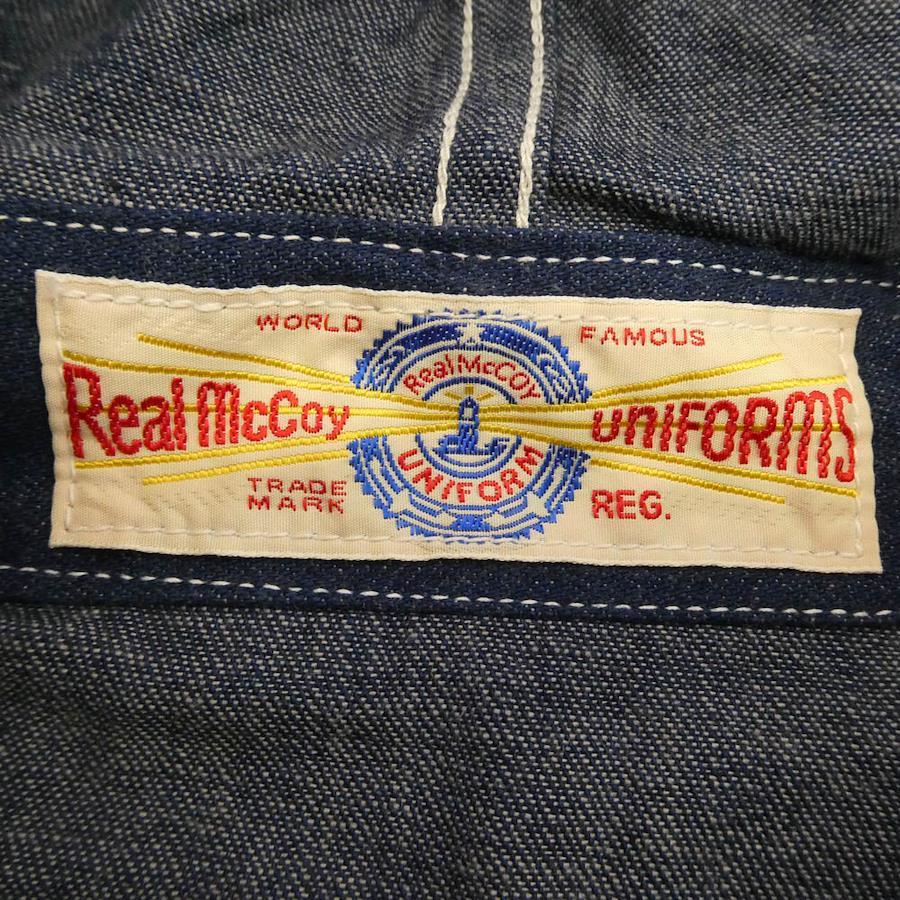 WORLD FAMOUS
Real McCoy UNIFORMS
Real McCOY
UNIFORM
TRADE MARK REG.